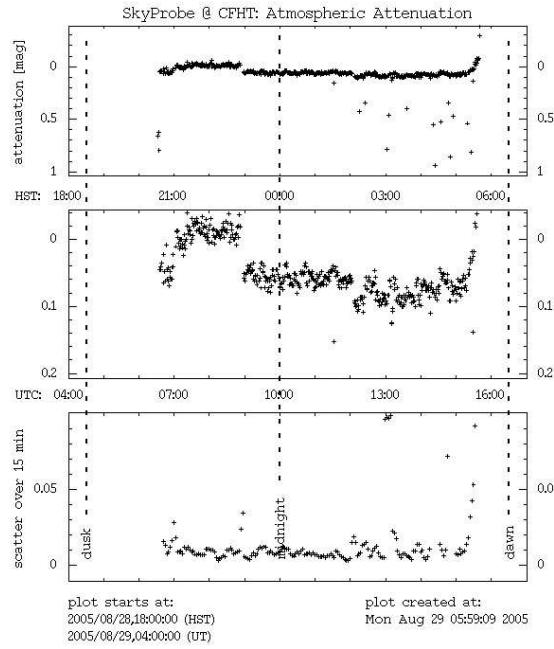 SkyProbe @ CFHT: Atmospheric Attenuation
attenuation [mag]
0 0
0.5 0.5
1 1
HST: 18:00 21:00 00:00 03:00 06:00
0 0
0.1 0.1
0.2 0.2
UTC: 04:00 07:00 10:00 13:00 16:00
scatter over 15 min
0.05 0.0
0 0
dusk
midnight
dawn
plot starts at:
2005/08/28,18:00:00 (HST)
2005/08/29,04:00:00 (UT)
plot created at:
Mon Aug 29 05:59:09 2005